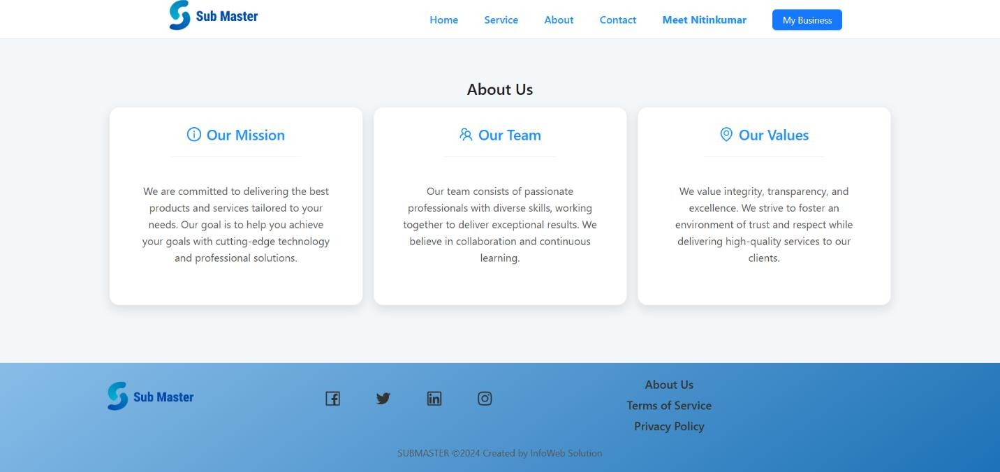 Sub Master
Home Service About Contact Meet Nitinkumar My Business
About Us
Our Mission
We are committed to delivering the best
products and services tailored to your
needs. Our goal is to help you achieve
your goals with cutting-edge technology
and professional solutions.
Our Team
Our team consists of passionate
professionals with diverse skills, working
together to deliver exceptional results. We
believe in collaboration and continuous
learning.
Our Values
We value integrity, transparency, and
excellence. We strive to foster an
environment of trust and respect while
delivering high-quality services to our
clients.
Sub Master
About Us
Terms of Service
Privacy Policy
SUBMASTER ©2024 Created by InfoWeb Solution